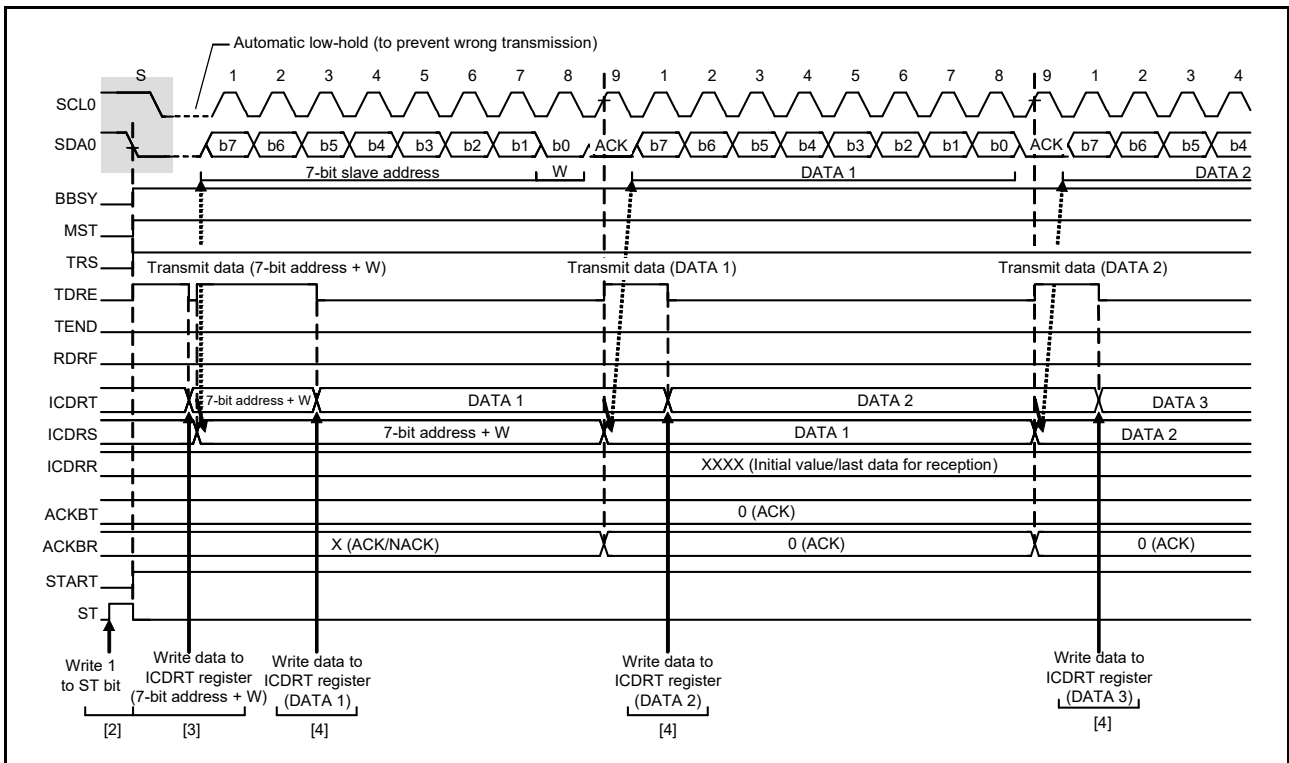 Automatic low-hold (to prevent wrong transmission)
S 1 2 3 4 5 6 7 8 9 1 2 3 4 5 6 7 8 9 1 2 3 4
SCL0
SDA0 b7 b6 b5 b4 b3 b2 b1 b0 ACK b7 b6 b5 b4 b3 b2 b1 b0 ACK b7 b6 b5 b4
7-bit slave address W DATA 1 DATA 2
BBSY
MST
TRS
Transmit data (7-bit address + W) Transmit data (DATA 1) Transmit data (DATA 2)
TDRE
TEND
RDRF
ICDRT 7-bit address + W DATA 1 DATA 2 DATA 3
ICDRS 7-bit address + W DATA 1 DATA 2
ICDRR XXXX (Initial value/last data for reception)
ACKBT 0 (ACK)
ACKBR X (ACK/NACK) 0 (ACK) 0 (ACK)
START
ST
Write 1
to ST bit
[2]
Write data to
ICDRT register
(7-bit address + W)
[3]
Write data to
ICDRT register
(DATA 1)
[4]
Write data to
ICDRT register
(DATA 2)
[4]
Write data to
ICDRT register
(DATA 3)
[4]